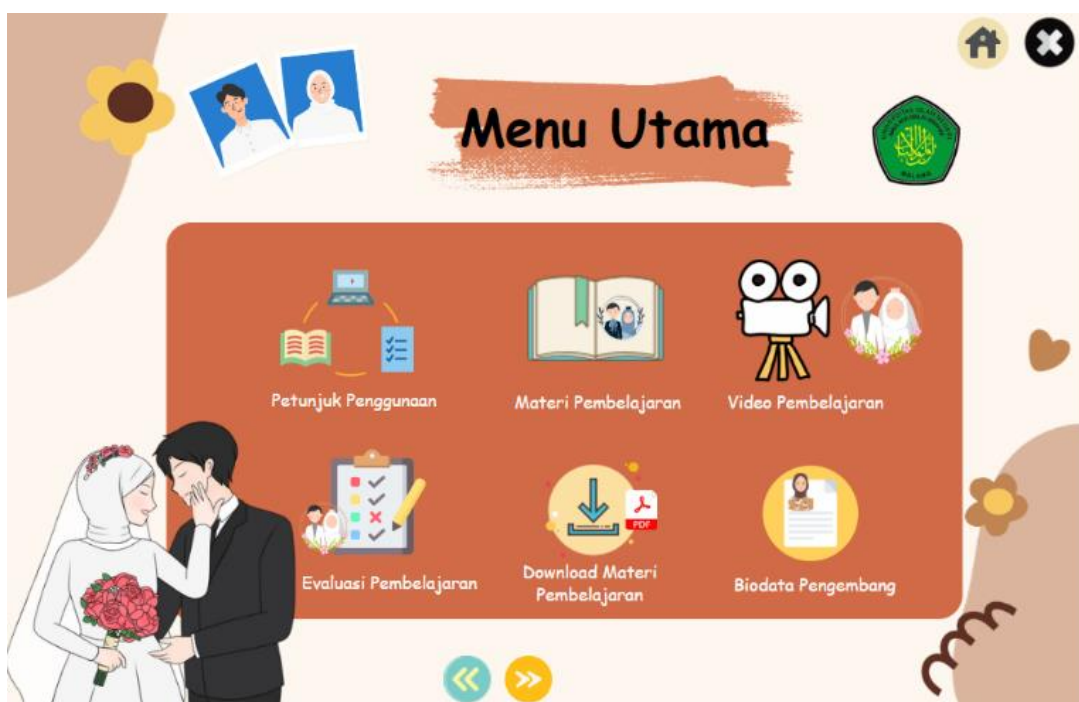 Menu Utama
Petunjuk Penggunaan
Materi Pembelajaran
Video Pembelajaran
Evaluasi Pembelajaran
PDF
Download Materi
Pembelajaran
Biodata Pengembang